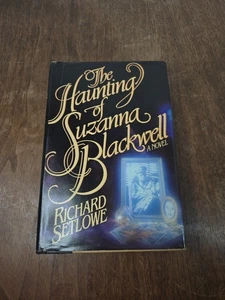 The
Haunting
of
Suzanna
Blackwell
A NOVEL
RICHARD
SETLOWE